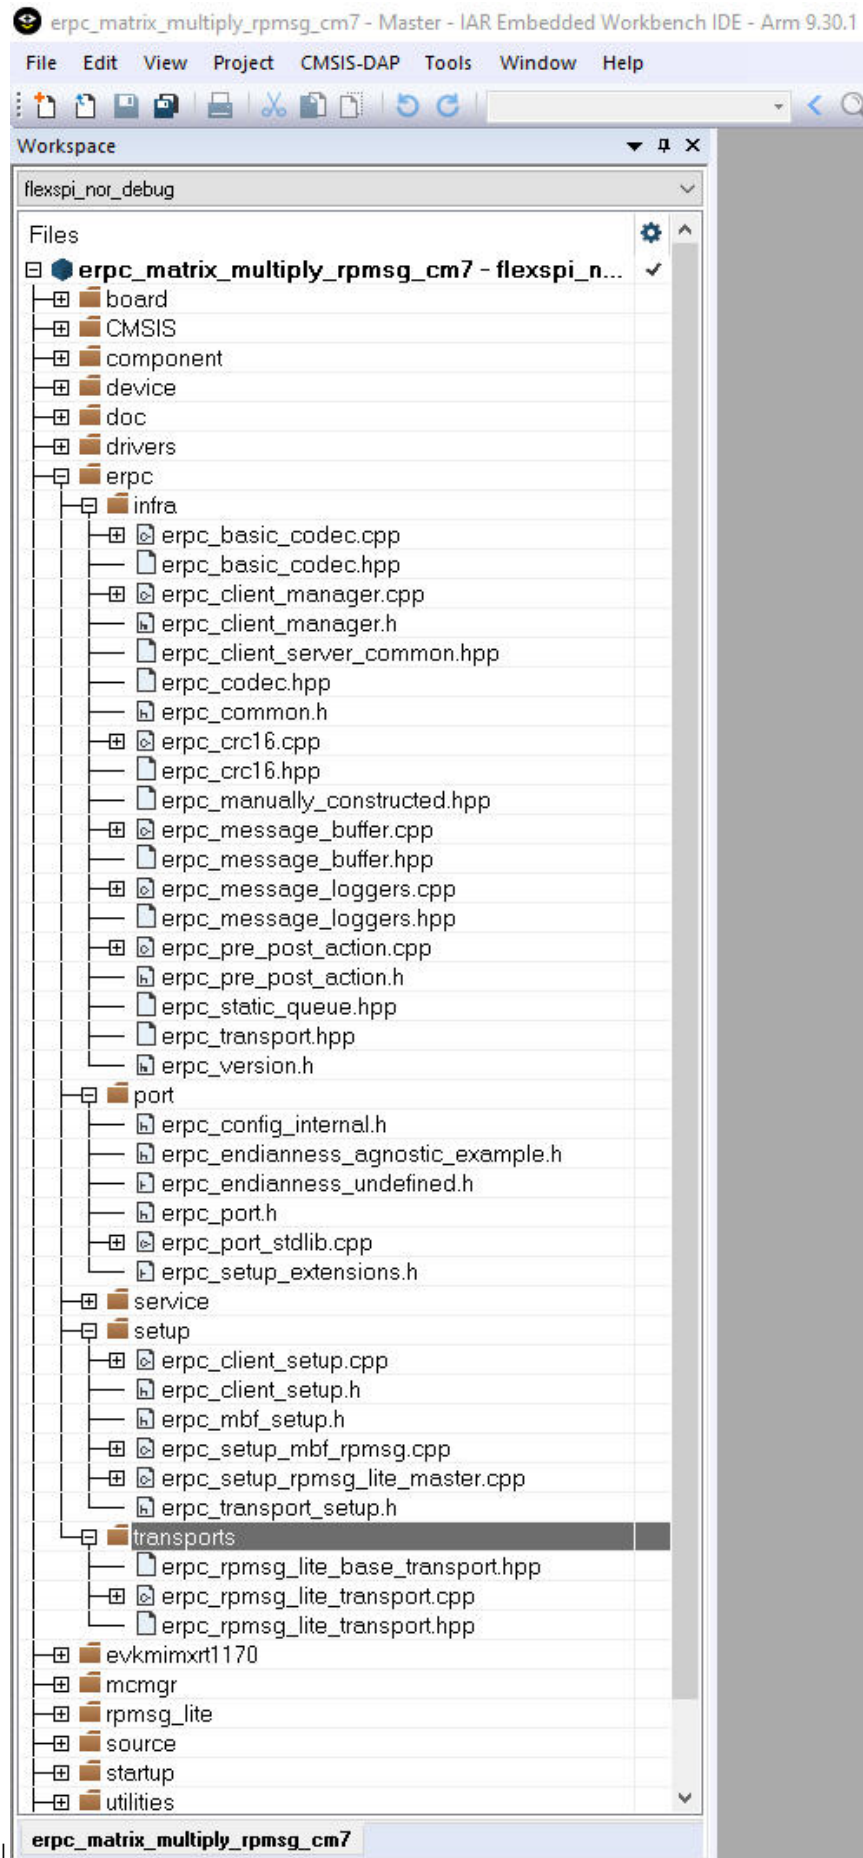 erpc_matrix_multiply_rpmsg_cm7 - Master - IAR Embedded Workbench IDE - Arm 9.30.1
File Edit View Project CMSIS-DAP Tools Window Help
Workspace
flexspi_nor_debug
Files
erpc_matrix_multiply_rpmsg_cm7 - flexspi_n...
board
CMSIS
component
device
doc
drivers
erpc
infra
erpc_basic_codec.cpp
erpc_basic_codec.hpp
erpc_client_manager.cpp
erpc_client_manager.h
erpc_client_server_common.hpp
erpc_codec.hpp
erpc_common.h
erpc_crc16.cpp
erpc_crc16.hpp
erpc_manually_constructed.hpp
erpc_message_buffer.cpp
erpc_message_buffer.hpp
erpc_message_loggers.cpp
erpc_message_loggers.hpp
erpc_pre_post_action.cpp
erpc_pre_post_action.h
erpc_static_queue.hpp
erpc_transport.hpp
erpc_version.h
port
erpc_config_internal.h
erpc_endianness_agnostic_example.h
erpc_endianness_undefined.h
erpc_port.h
erpc_port_stdlib.cpp
erpc_setup_extensions.h
service
setup
erpc_client_setup.cpp
erpc_client_setup.h
erpc_mbf_setup.h
erpc_setup_mbf_rpmsg.cpp
erpc_setup_rpmsg_lite_master.cpp
erpc_transport_setup.h
transports
erpc_rpmsg_lite_base_transport.hpp
erpc_rpmsg_lite_transport.cpp
erpc_rpmsg_lite_transport.hpp
evkmimxrt1170
mcmgr
rpmsg_lite
source
startup
utilities
erpc_matrix_multiply_rpmsg_cm7